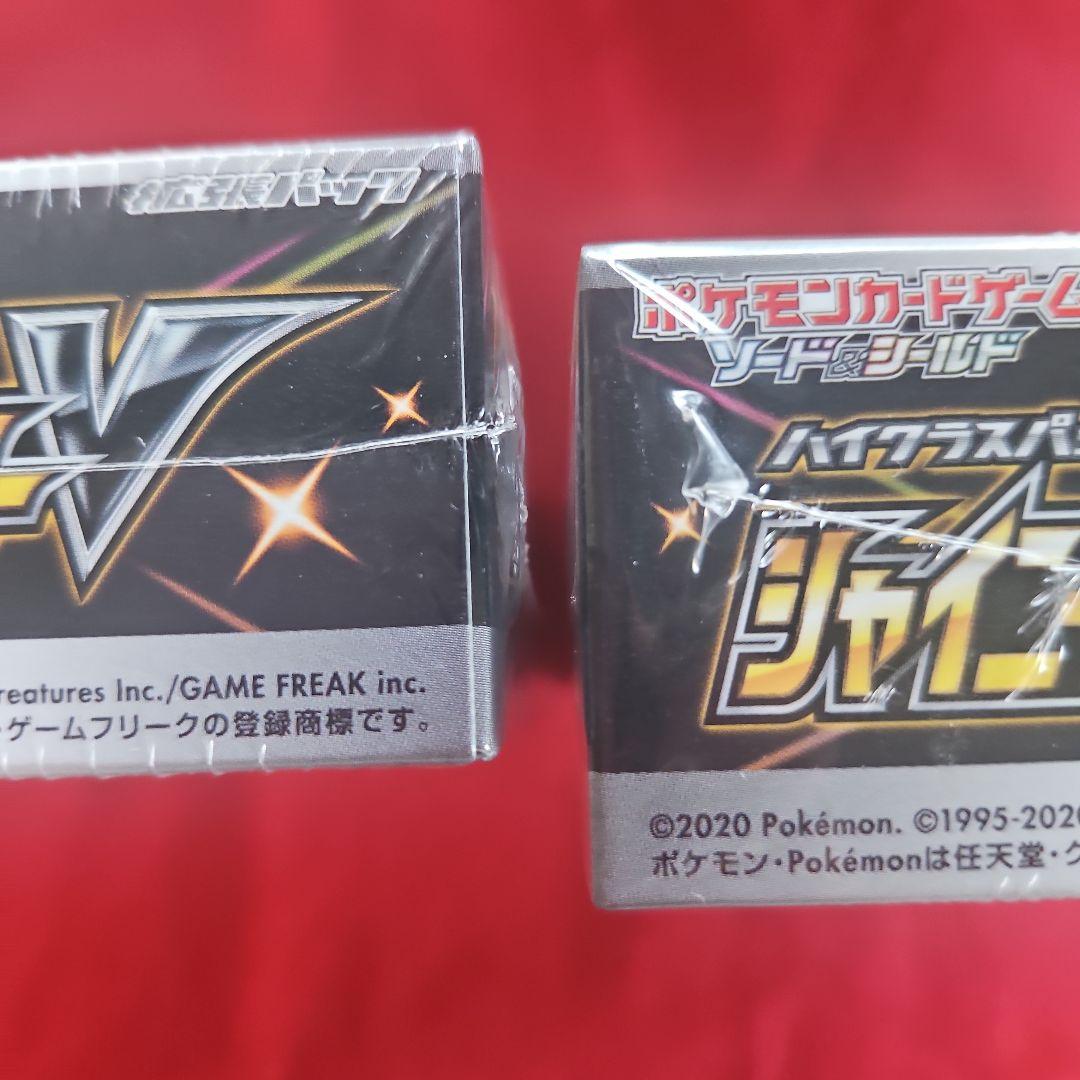 拡張パック
V
reatures Inc./GAME FREAK inc.
・ゲームフリークの登録商標です。
ポケモンカードゲーム
ソード&シールド
ハイクラスパ
シャイ
©2020 Pokémon. ©1995-2020
ポケモン・Pokémonは任天堂・ク